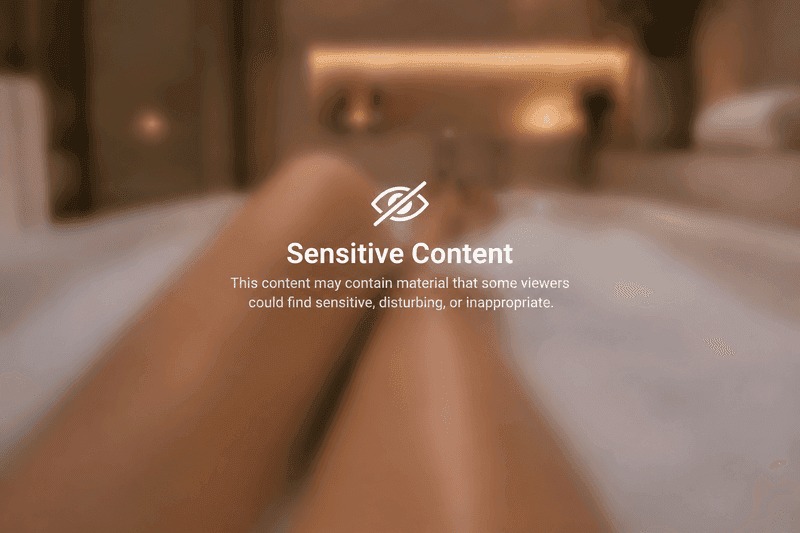 Sensitive Content
This content may contain material that some viewers
could find sensitive, disturbing, or inappropriate.